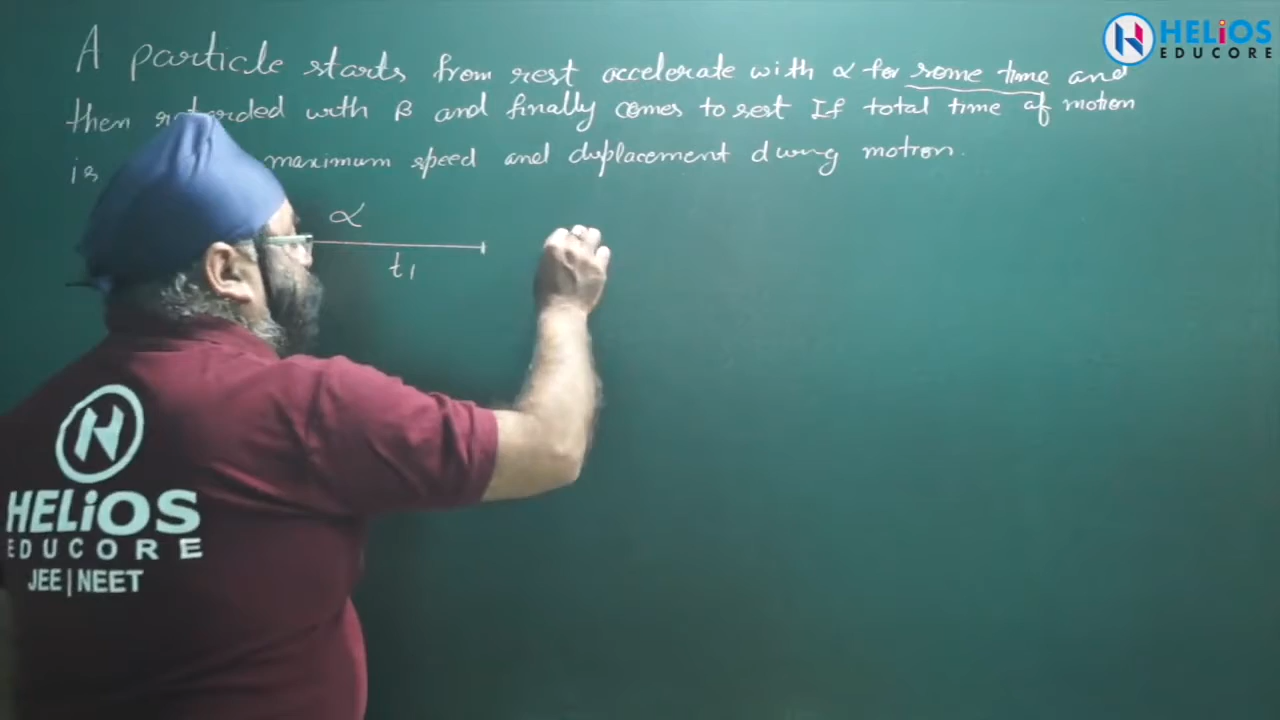 A particle starts from rest accelerate with α for some time and
then retarded with β and finally comes to rest If total time of motion
is maximum speed and displacement during motion.
α
t1
HELiOS
EDUCORE
HELiOS
EDUCORE
JEE | NEET